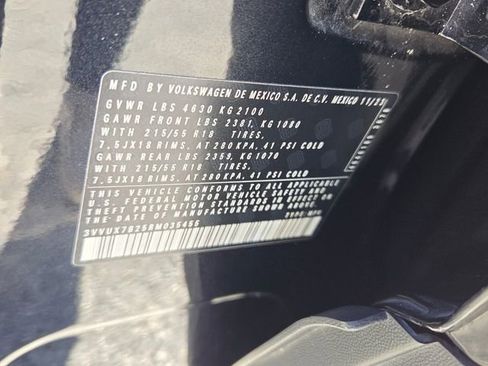 MFD BY VOLKSWAGEN DE MEXICO S.A. DE C.V. MEXICO 11/23
GVWR LBS 4630 KG 2100
GAWR FRONT LBS 2381, KG 1080
WITH 215/55 R18 TIRES,
7.5JX18 RIMS, AT 280 KPA, 41 PSI COLD
GAWR REAR LBS 2359, KG 1070
WITH 215/55 R18 TIRES,
7.5JX18 RIMS, AT 280 KPA, 41 PSI COLD
THIS VEHICLE CONFORMS TO ALL APPLICABLE
U.S. FEDERAL MOTOR VEHICLE SAFETY AND
THEFT PREVENTION STANDARDS IN EFFECT ON
THE DATE OF MANUFACTURE SHOWN ABOVE
3VVUX7B25RM035456